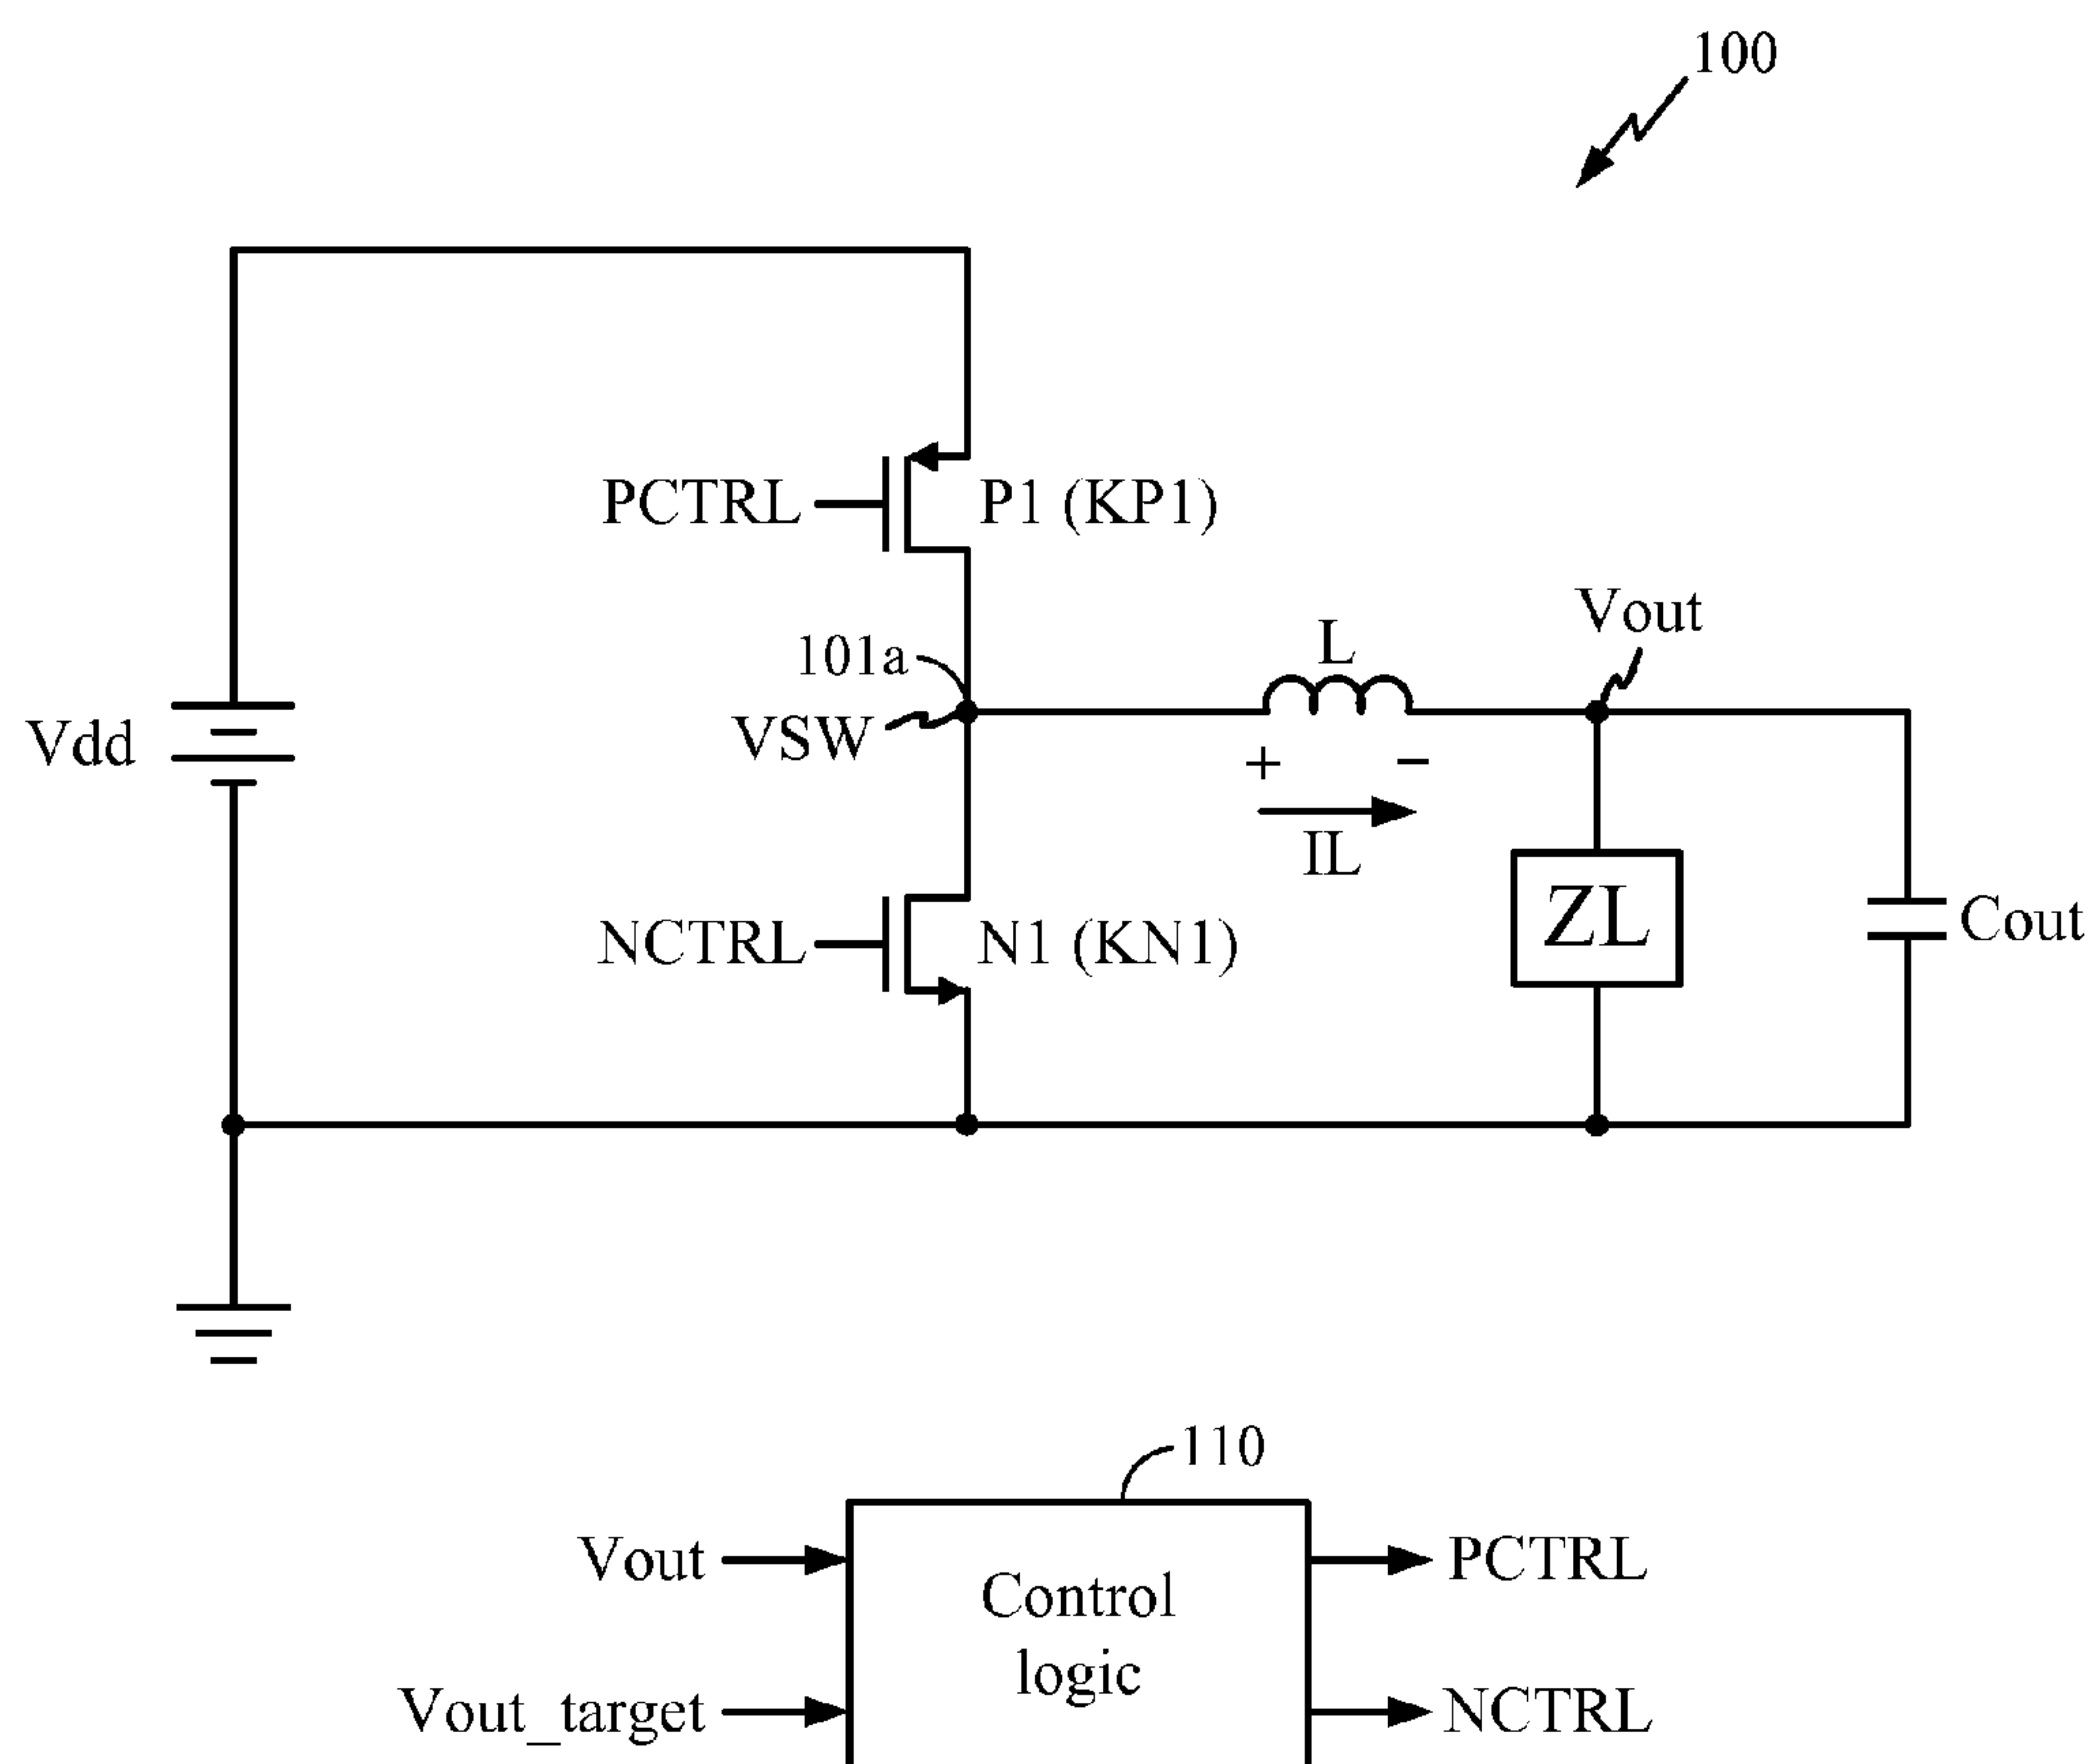 100
PCTRL
P1 (KP1)
101a
L
Vout
VSW
Vdd
+ −
IL
ZL
Cout
NCTRL
N1 (KN1)
110
Vout
PCTRL
Control
logic
Vout_target
NCTRL